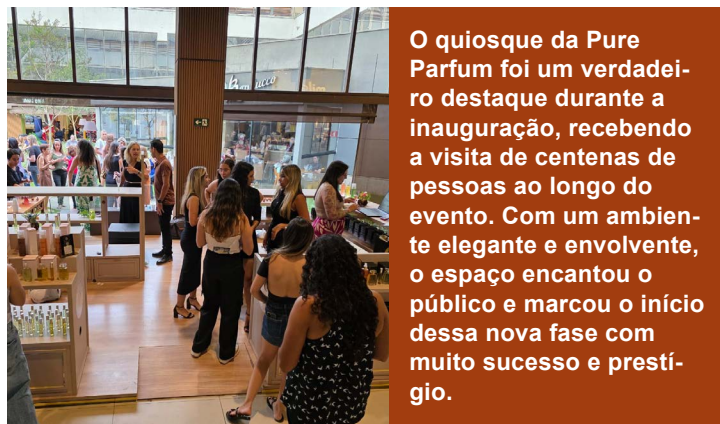 O quiosque da Pure
Parfum foi um verdadei-
ro destaque durante a
inauguração, recebendo
a visita de centenas de
pessoas ao longo do
evento. Com um ambien-
te elegante e envolvente,
o espaço encantou o
público e marcou o início
dessa nova fase com
muito sucesso e prestí-
gio.